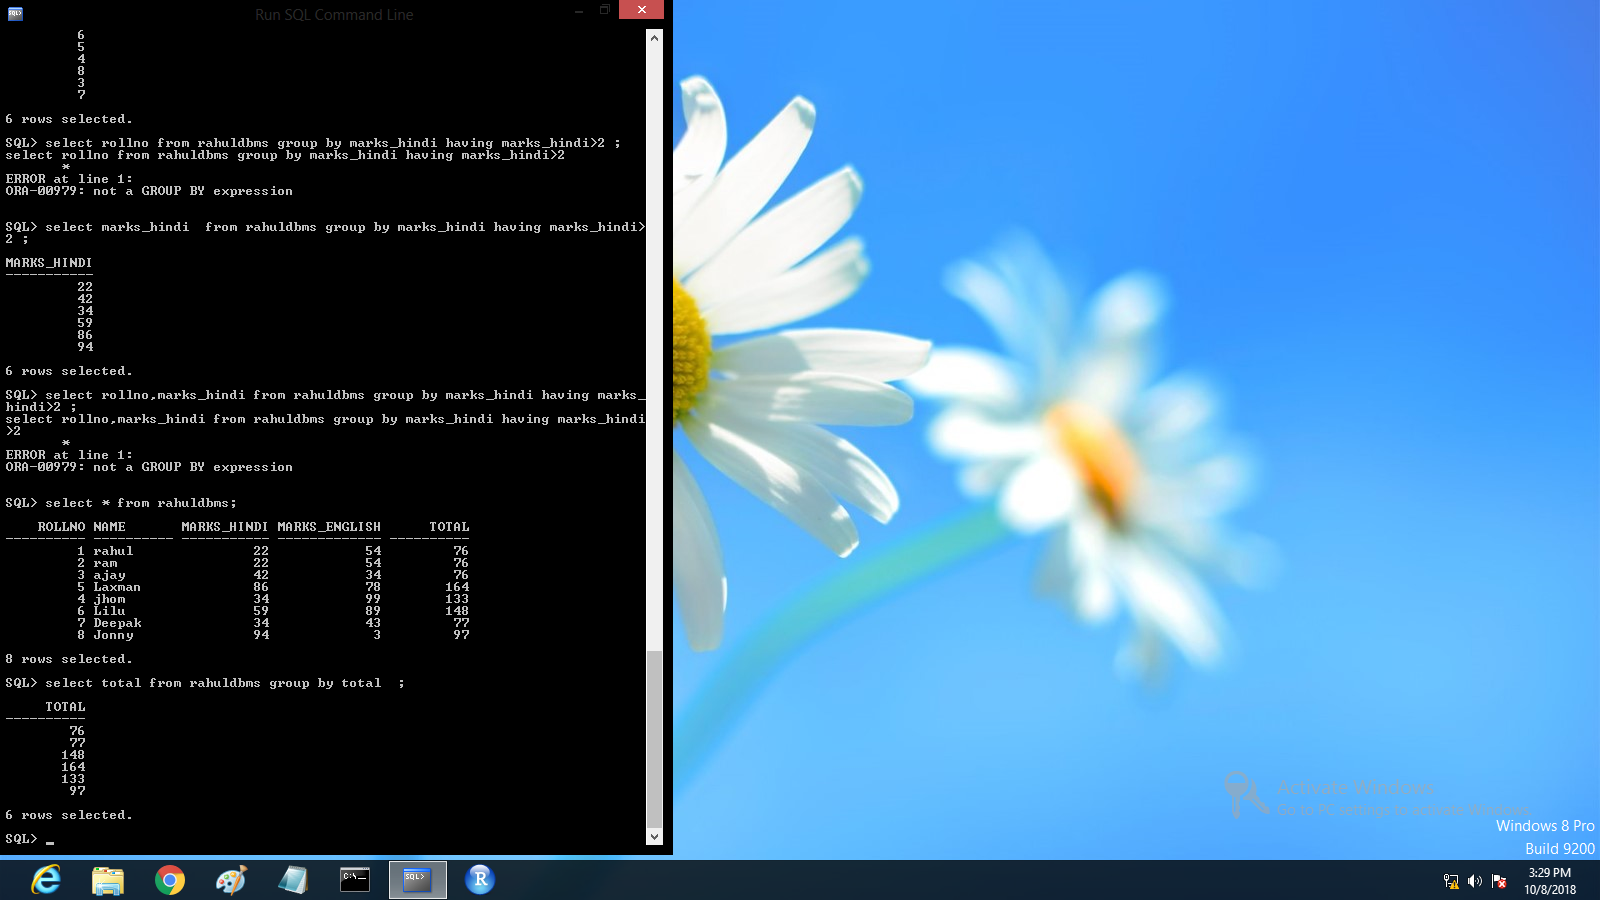 Run SQL Command Line
6
5
4
8
3
7
6 rows selected.
SQL> select rollno from rahuldbms group by marks_hindi having marks_hindi>2 ;
select rollno from rahuldbms group by marks_hindi having marks_hindi>2
*
ERROR at line 1:
ORA-00979: not a GROUP BY expression
SQL> select marks_hindi  from rahuldbms group by marks_hindi having marks_hindi>
2 ;
MARKS_HINDI
-----------
22
42
34
59
86
94
6 rows selected.
SQL> select rollno,marks_hindi from rahuldbms group by marks_hindi having marks_
hindi>2 ;
select rollno,marks_hindi from rahuldbms group by marks_hindi having marks_hindi
>2
*
ERROR at line 1:
ORA-00979: not a GROUP BY expression
SQL> select * from rahuldbms;
ROLLNO NAME MARKS_HINDI MARKS_ENGLISH TOTAL
---------- ---------- ----------- ------------- ----------
1 rahul 22 54 76
2 ram 22 54 76
3 ajay 42 34 76
5 Laxman 86 78 164
4 jhom 34 99 133
6 Lilu 59 89 148
7 Deepak 34 43 77
8 Jonny 94 3 97
8 rows selected.
SQL> select total from rahuldbms group by total  ;
TOTAL
----------
76
77
148
164
133
97
6 rows selected.
SQL> _
Activate Windows
Go to PC settings to activate Windows.
Windows 8 Pro
Build 9200
3:29 PM
10/8/2018